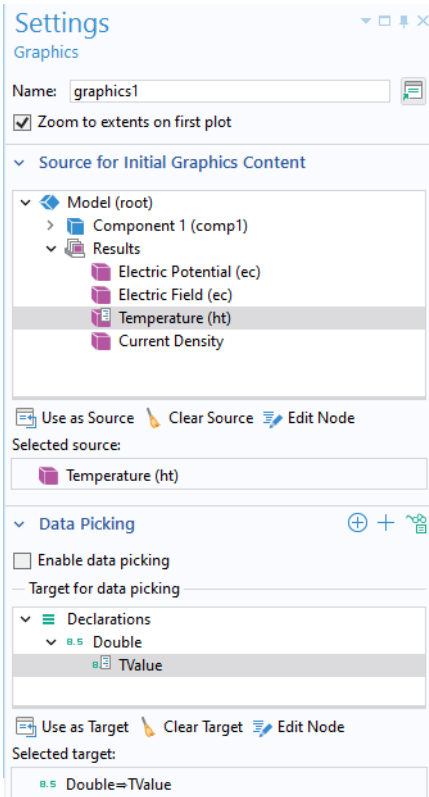 Settings
Graphics
Name: graphics1
Zoom to extents on first plot
Source for Initial Graphics Content
Model (root)
Component 1 (comp1)
Results
Electric Potential (ec)
Electric Field (ec)
Temperature (ht)
Current Density
Use as Source Clear Source Edit Node
Selected source:
Temperature (ht)
Data Picking
Enable data picking
Target for data picking
Declarations
8.5 Double
8. TValue
Use as Target Clear Target Edit Node
Selected target:
8.5 Double⇒TValue